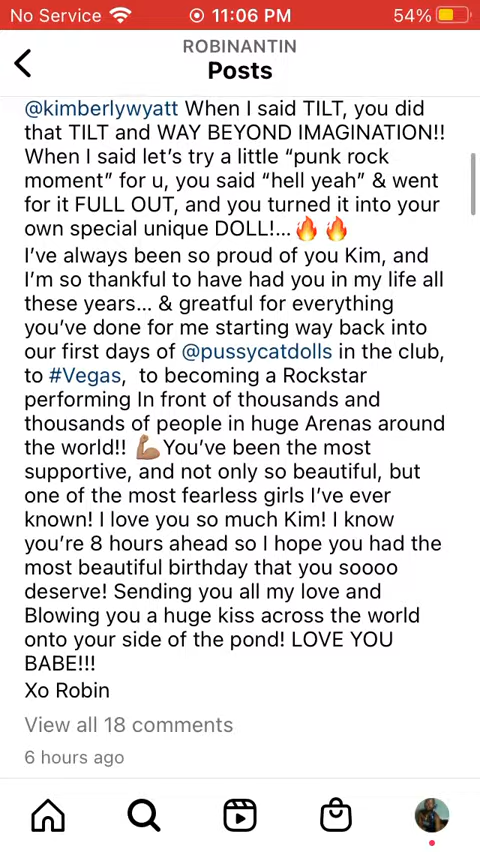 No Service 11:06 PM 54%
ROBINANTIN
Posts
@kimberlywyatt When I said TILT, you did
that TILT and WAY BEYOND IMAGINATION!!
When I said let's try a little “punk rock
moment” for u, you said “hell yeah” & went
for it FULL OUT, and you turned it into your
own special unique DOLL!...🔥🔥
I've always been so proud of you Kim, and
I'm so thankful to have had you in my life all
these years... & greatful for everything
you've done for me starting way back into
our first days of @pussycatdolls in the club,
to #Vegas,  to becoming a Rockstar
performing In front of thousands and
thousands of people in huge Arenas around
the world!! 💪🏽You've been the most
supportive, and not only so beautiful, but
one of the most fearless girls I've ever
known! I love you so much Kim! I know
you're 8 hours ahead so I hope you had the
most beautiful birthday that you soooo
deserve! Sending you all my love and
Blowing you a huge kiss across the world
onto your side of the pond! LOVE YOU
BABE!!!
Xo Robin
View all 18 comments
6 hours ago